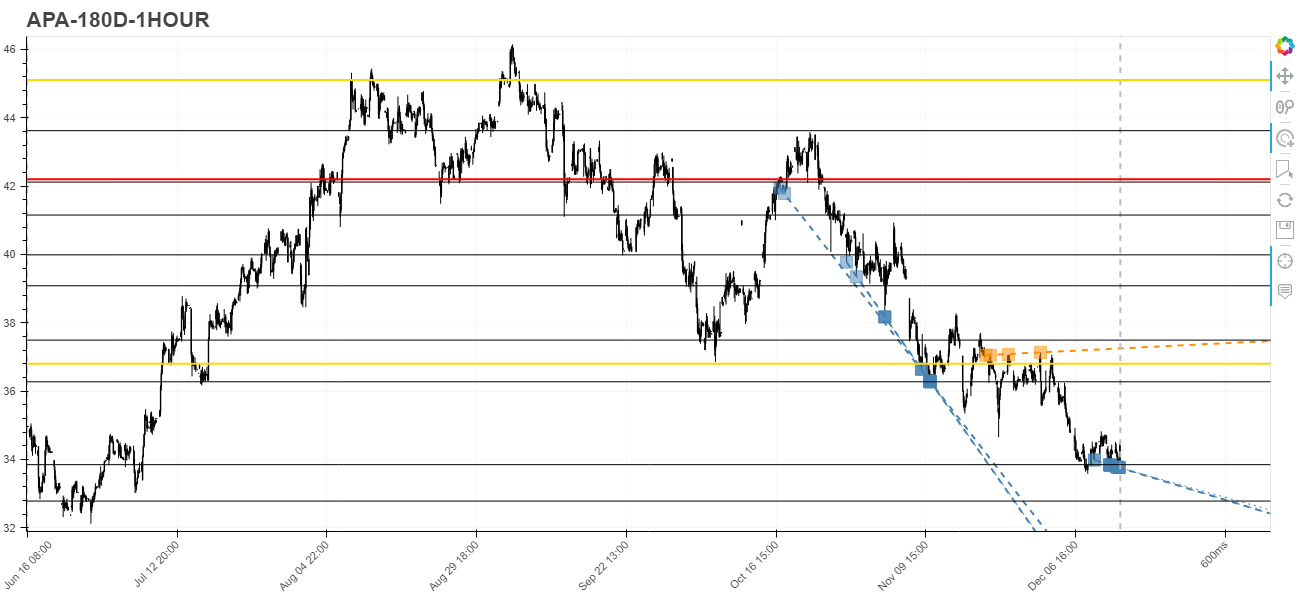 APA-180D-1HOUR
46
44
42
40
38
36
34
32
Jun 16 08:00
Jul 12 20:00
Aug 04 22:00
Aug 29 18:00
Sep 22 13:00
Oct 16 15:00
Nov 09 15:00
Dec 06 16:00
600ms